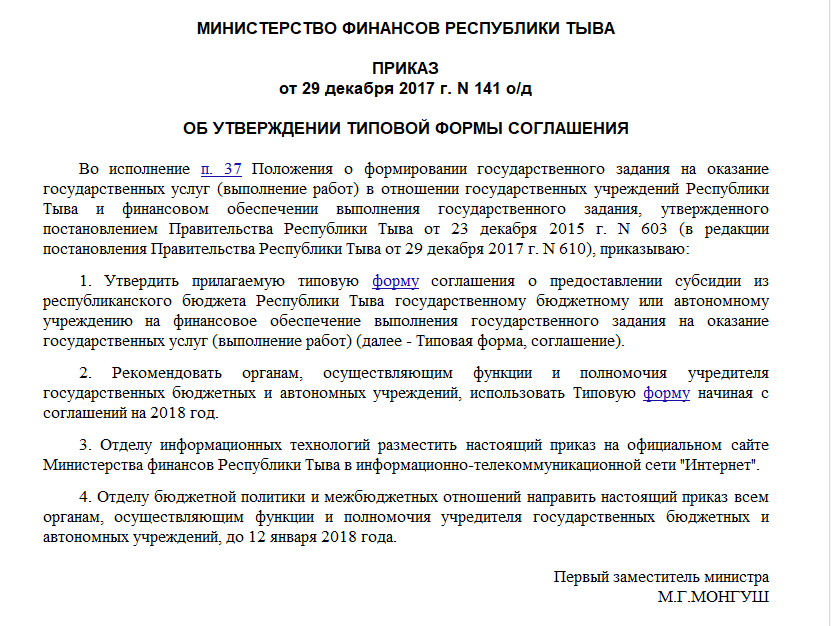 МИНИСТЕРСТВО ФИНАНСОВ РЕСПУБЛИКИ ТЫВА
ПРИКАЗ
от 29 декабря 2017 г. N 141 о/д
ОБ УТВЕРЖДЕНИИ ТИПОВОЙ ФОРМЫ СОГЛАШЕНИЯ
Во исполнение п. 37 Положения о формировании государственного задания на оказание
государственных услуг (выполнение работ) в отношении государственных учреждений Республики
Тыва и финансовом обеспечении выполнения государственного задания, утвержденного
постановлением Правительства Республики Тыва от 23 декабря 2015 г. N 603 (в редакции
постановления Правительства Республики Тыва от 29 декабря 2017 г. N 610), приказываю:
1. Утвердить прилагаемую типовую форму соглашения о предоставлении субсидии из
республиканского бюджета Республики Тыва государственному бюджетному или автономному
учреждению на финансовое обеспечение выполнения государственного задания на оказание
государственных услуг (выполнение работ) (далее - Типовая форма, соглашение).
2. Рекомендовать органам, осуществляющим функции и полномочия учредителя
государственных бюджетных и автономных учреждений, использовать Типовую форму начиная с
соглашений на 2018 год.
3. Отделу информационных технологий разместить настоящий приказ на официальном сайте
Министерства финансов Республики Тыва в информационно-телекоммуникационной сети "Интернет".
4. Отделу бюджетной политики и межбюджетных отношений направить настоящий приказ всем
органам, осуществляющим функции и полномочия учредителя государственных бюджетных и
автономных учреждений, до 12 января 2018 года.
Первый заместитель министра
М.Г.МОНГУШ